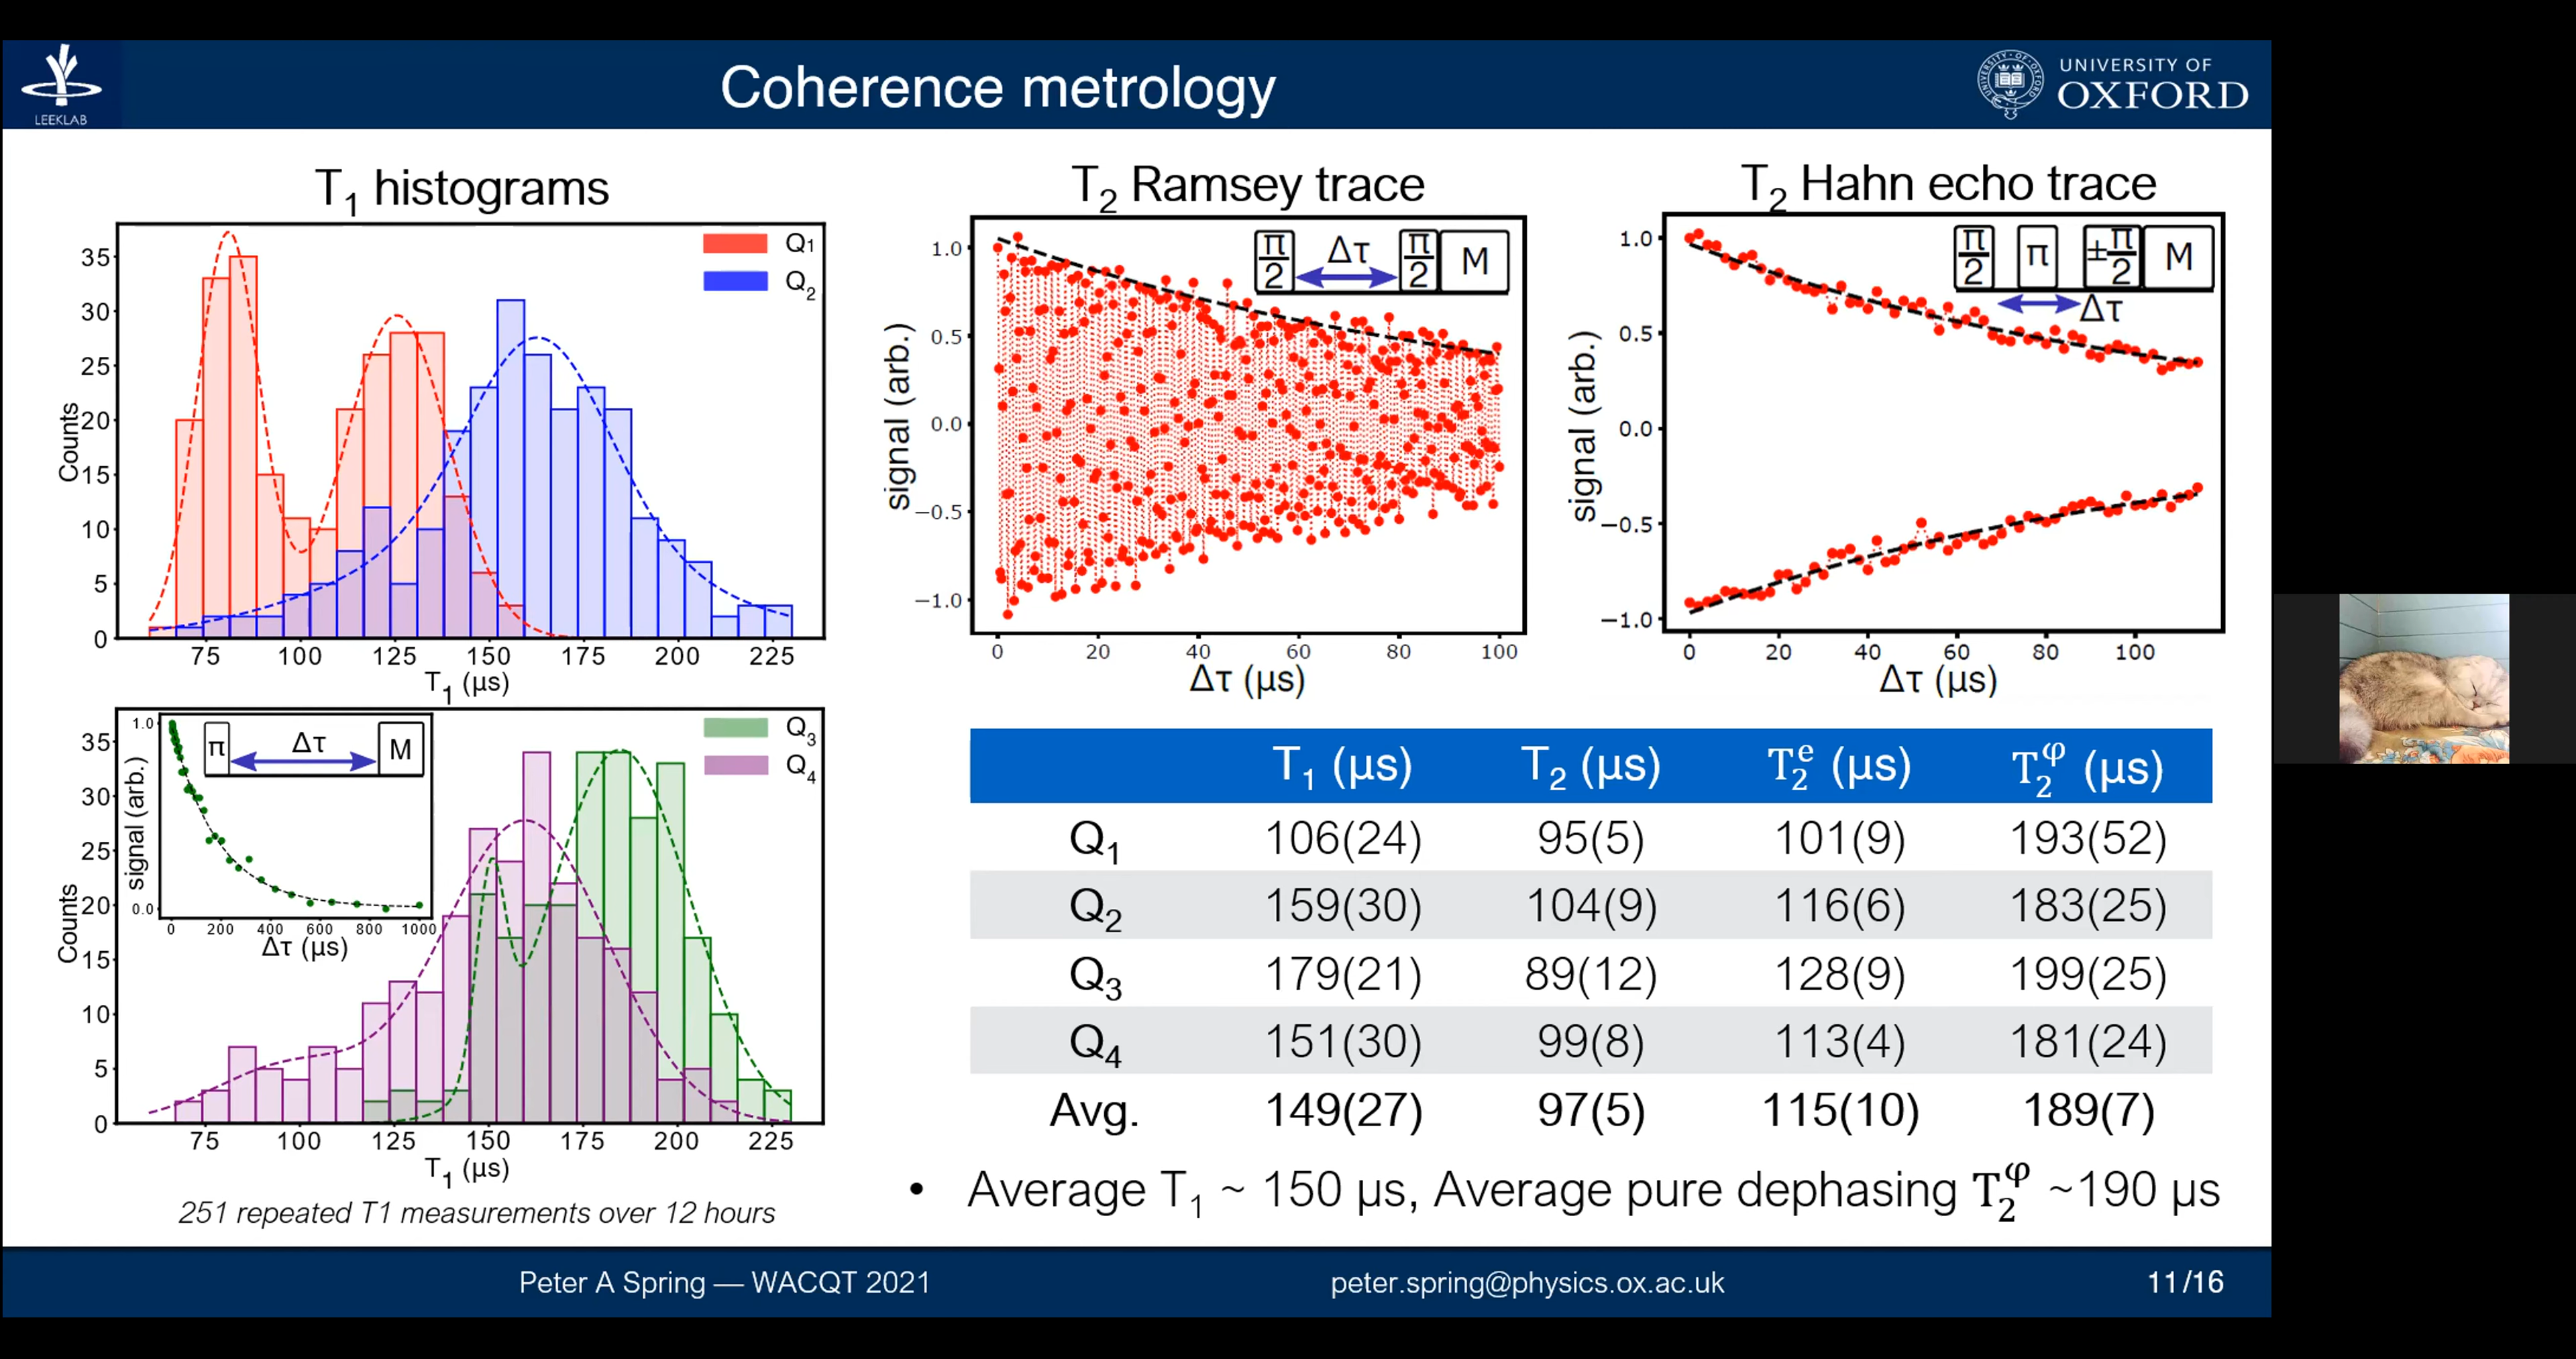 LEEKLAB
Coherence metrology
UNIVERSITY OF
OXFORD
T1 histograms
Q1
Q2
35
30
25
20
15
10
5
0
Counts
75 100 125 150 175 200 225
T1 (μs)
Q3
Q4
35
30
25
20
15
10
5
0
Counts
1.0
0.0
signal (arb.)
π Δτ M
0 200 400 600 800 1000
Δτ (μs)
75 100 125 150 175 200 225
T1 (μs)
251 repeated T1 measurements over 12 hours
T2 Ramsey trace
π/2 Δτ π/2 M
1.0
0.5
0.0
−0.5
−1.0
signal (arb.)
0 20 40 60 80 100
Δτ (μs)
T2 Hahn echo trace
π/2 π ±π/2 M
Δτ
1.0
0.5
0.0
−0.5
−1.0
signal (arb.)
0 20 40 60 80 100
Δτ (μs)
T1 (μs) T2 (μs) T2e (μs) T2φ (μs)
Q1 106(24) 95(5) 101(9) 193(52)
Q2 159(30) 104(9) 116(6) 183(25)
Q3 179(21) 89(12) 128(9) 199(25)
Q4 151(30) 99(8) 113(4) 181(24)
Avg. 149(27) 97(5) 115(10) 189(7)
• Average T1 ~ 150 μs, Average pure dephasing T2φ ~190 μs
Peter A Spring — WACQT 2021
peter.spring@physics.ox.ac.uk
11/16